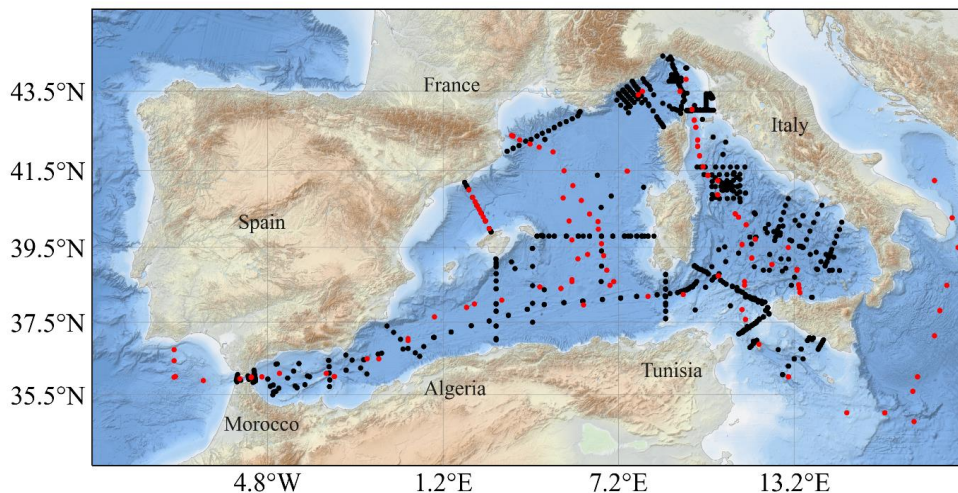 France
43.5°N
Italy
41.5°N
Spain
39.5°N
37.5°N
Tunisia
Algeria
35.5°N
Morocco
4.8°W 1.2°E 7.2°E 13.2°E